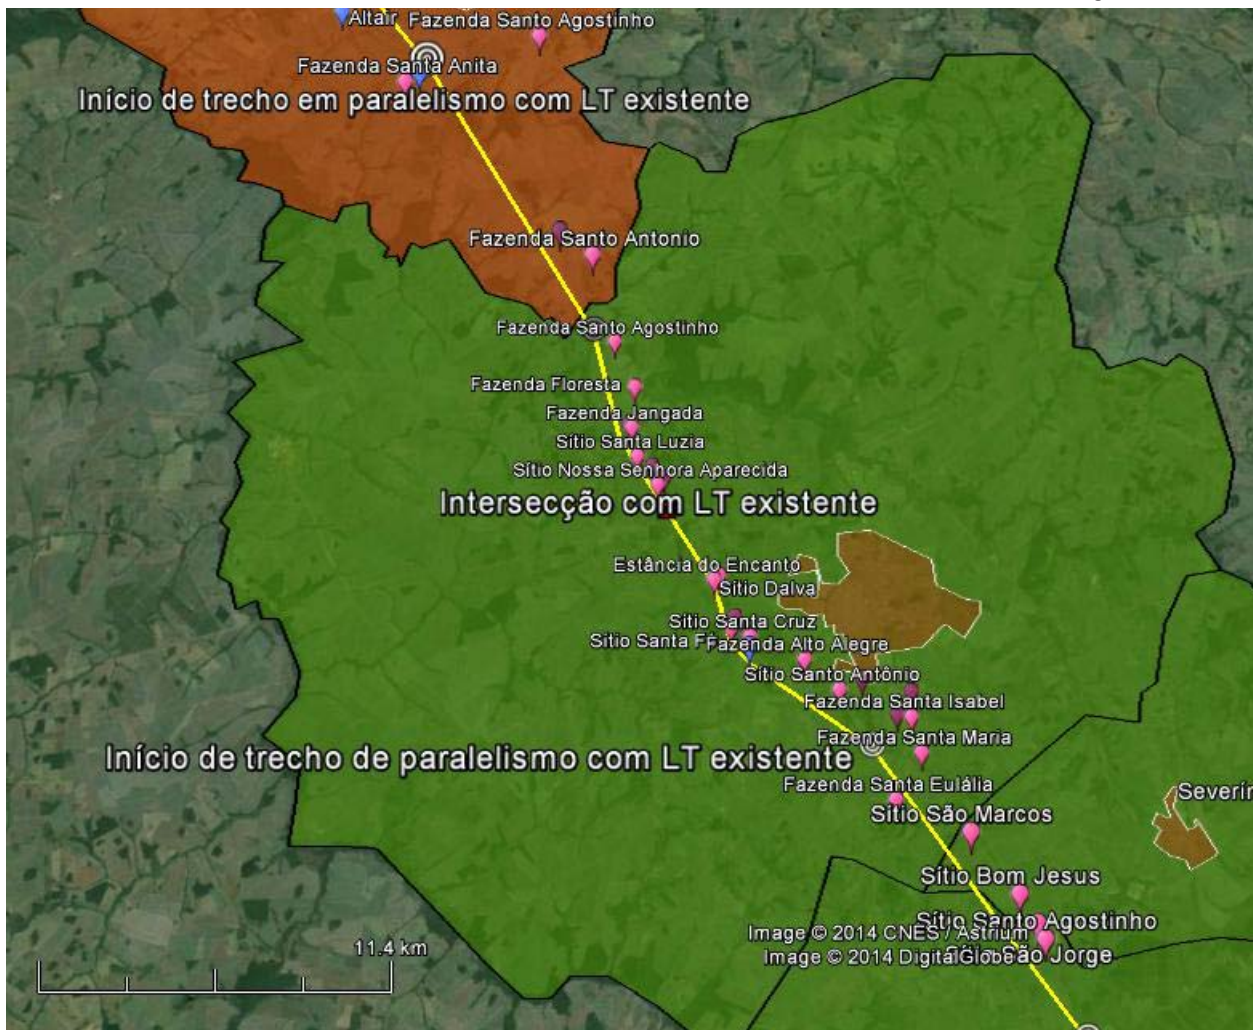 Altair
Fazenda Santo Agostinho
Fazenda Santa Anita
Início de trecho em paralelismo com LT existente
Fazenda Santo Antonio
Fazenda Santo Agostinho
Fazenda Floresta
Fazenda Jangada
Sítio Santa Luzia
Sítio Nossa Senhora Aparecida
Intersecção com LT existente
Estância do Encanto
Sítio Dalva
Sítio Santa Cruz
Sítio Santa
Fazenda Alto Alegre
Sítio Santo Antônio
Fazenda Santa Isabel
Fazenda Santa Maria
Início de trecho de paralelismo com LT existente
Fazenda Santa Eulália
Severín
Sítio São Marcos
Sítio Bom Jesus
Sítio Santo Agostinho
Image © 2014 CNES / Astrium
11.4 km
Image © 2014 DigitalGlobe
São Jorge